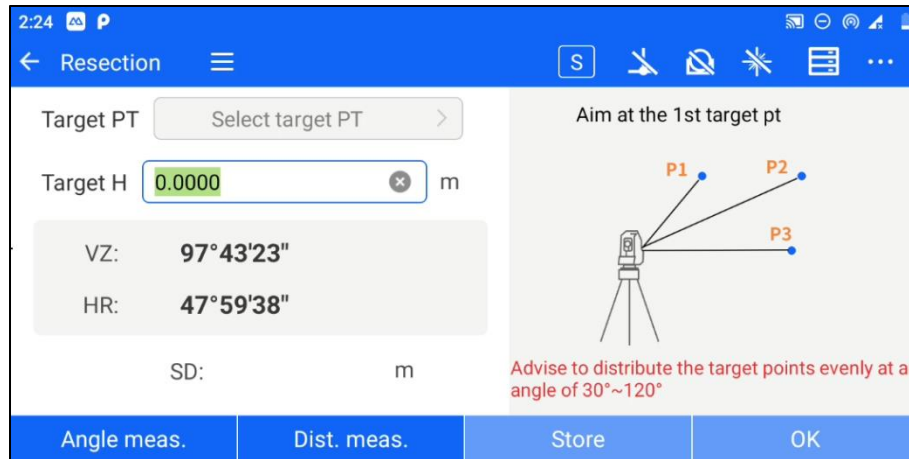 2:24
Resection
S
Target PT
Select target PT
Target H
0.0000
m
VZ:
97°43'23"
HR:
47°59'38"
SD:
m
Aim at the 1st target pt
P1
P2
P3
Advise to distribute the target points evenly at a
angle of 30°~120°
Angle meas.
Dist. meas.
Store
OK